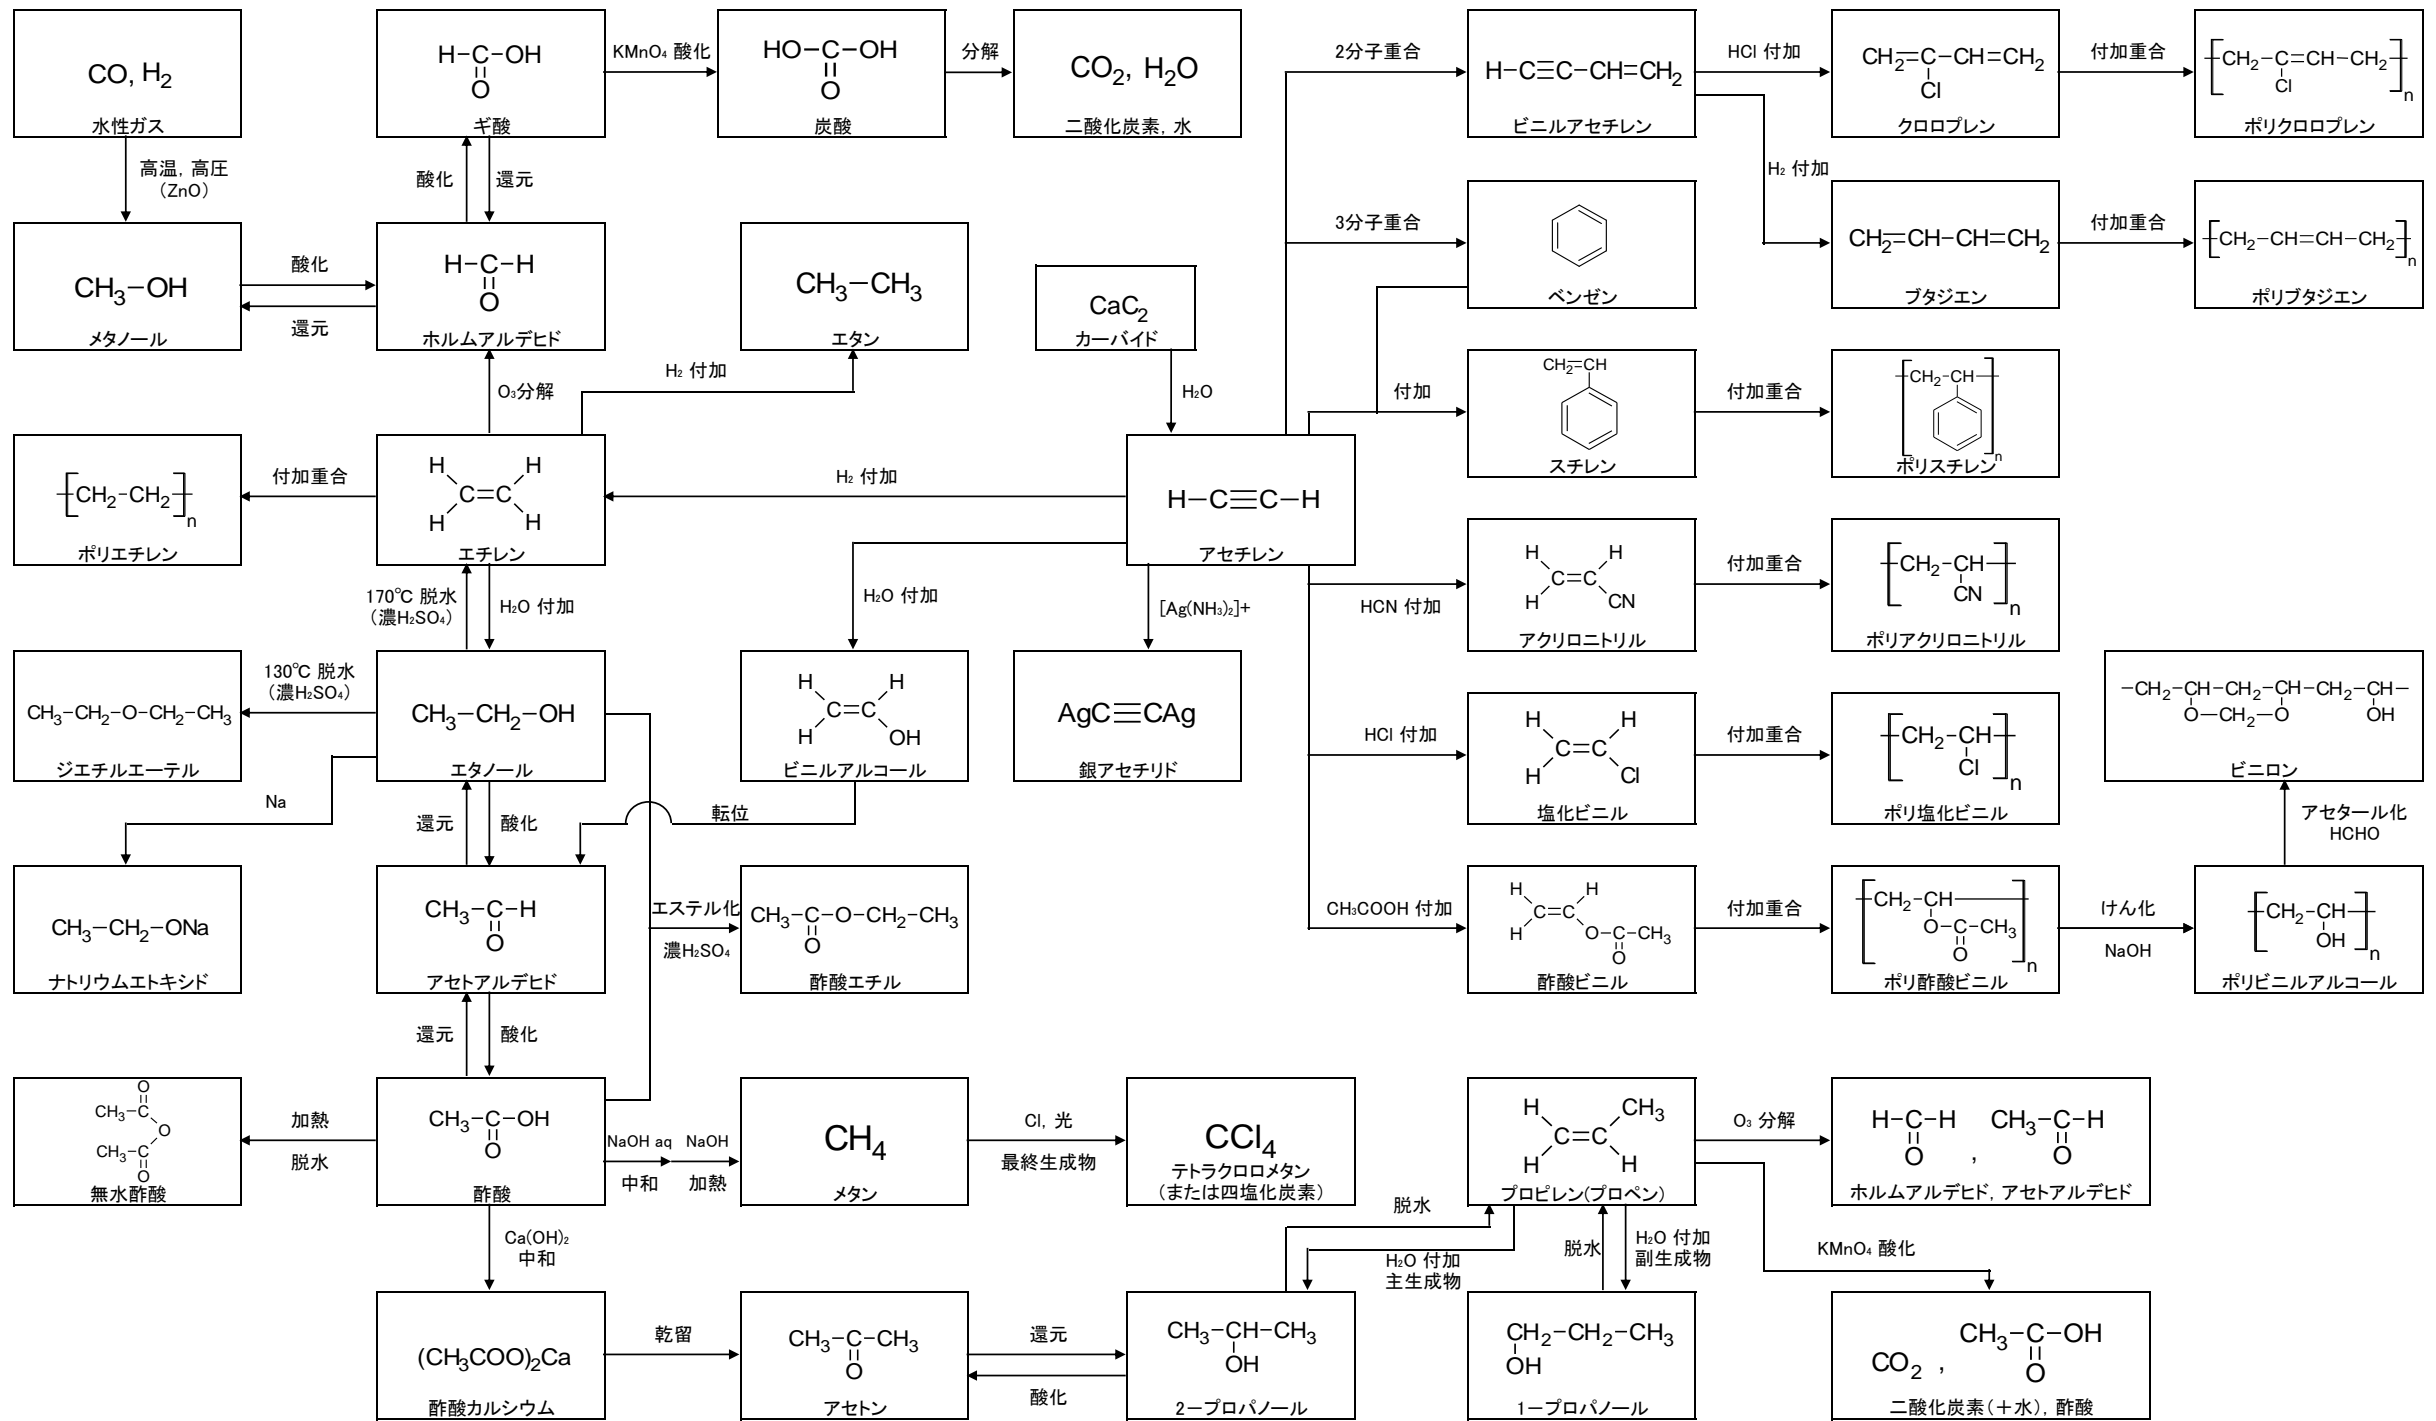 CO, H2
水性ガス
高温, 高圧
(ZnO)
H-C-OH
O
ギ酸
KMnO4 酸化
HO-C-OH
O
炭酸
分解
CO2, H2O
二酸化炭素, 水
酸化
還元
CH3-OH
メタノール
酸化
還元
H-C-H
O
ホルムアルデヒド
O3分解
CH3-CH3
エタン
H2 付加
CaC2
カーバイド
H2O
2分子重合
H-C≡C-CH=CH2
ビニルアセチレン
HCl 付加
CH2=C-CH=CH2
Cl
クロロプレン
付加重合
[CH2-C=CH-CH2]n
Cl
ポリクロロプレン
H2 付加
3分子重合
ベンゼン
CH2=CH-CH=CH2
ブタジエン
付加重合
[CH2-CH=CH-CH2]n
ポリブタジエン
付加
CH2=CH
スチレン
付加重合
[CH2-CH]n
ポリスチレン
[CH2-CH2]n
ポリエチレン
付加重合
H H
C=C
H H
エチレン
H2 付加
H-C≡C-H
アセチレン
170℃ 脱水
(濃H2SO4)
H2O 付加
H2O 付加
[Ag(NH3)2]+
HCN 付加
H H
C=C
H CN
アクリロニトリル
付加重合
[CH2-CH]n
CN
ポリアクリロニトリル
CH3-CH2-O-CH2-CH3
ジエチルエーテル
130℃ 脱水
(濃H2SO4)
CH3-CH2-OH
エタノール
H H
C=C
H OH
ビニルアルコール
AgC≡CAg
銀アセチリド
HCl 付加
H H
C=C
H Cl
塩化ビニル
付加重合
[CH2-CH]n
Cl
ポリ塩化ビニル
-CH2-CH-CH2-CH-CH2-CH-
O-CH2-O OH
ビニロン
Na
還元
酸化
転位
アセタール化
HCHO
CH3-CH2-ONa
ナトリウムエトキシド
CH3-C-H
O
アセトアルデヒド
エステル化
濃H2SO4
CH3-C-O-CH2-CH3
O
酢酸エチル
CH3COOH 付加
H H
C=C
H O-C-CH3
O
酢酸ビニル
付加重合
[CH2-CH]n
O-C-CH3
O
ポリ酢酸ビニル
けん化
NaOH
[CH2-CH]n
OH
ポリビニルアルコール
還元
酸化
O
CH3-C
O
CH3-C
O
無水酢酸
加熱
脱水
CH3-C-OH
O
酢酸
NaOH aq
中和
NaOH
加熱
CH4
メタン
Cl, 光
最終生成物
CCl4
テトラクロロメタン
(または四塩化炭素)
H CH3
C=C
H H
プロピレン(プロペン)
O3 分解
H-C-H , CH3-C-H
O O
ホルムアルデヒド, アセトアルデヒド
Ca(OH)2
中和
脱水
H2O 付加
主生成物
脱水
H2O 付加
副生成物
KMnO4 酸化
(CH3COO)2Ca
酢酸カルシウム
乾留
CH3-C-CH3
O
アセトン
還元
酸化
CH3-CH-CH3
OH
2-プロパノール
CH2-CH2-CH3
OH
1-プロパノール
CO2 , CH3-C-OH
O
二酸化炭素(+水), 酢酸